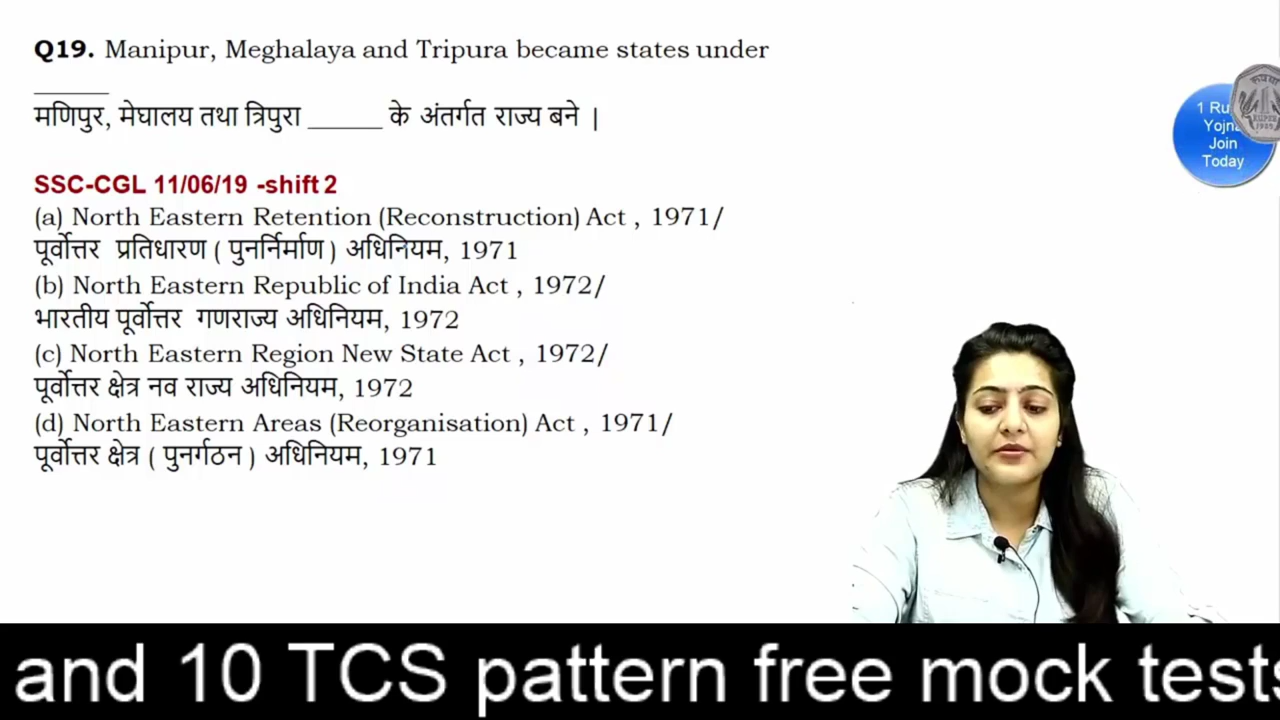 Q19. Manipur, Meghalaya and Tripura became states under
______
मणिपुर, मेघालय तथा त्रिपुरा ______ के अंतर्गत राज्य बने |
SSC-CGL 11/06/19 -shift 2
(a) North Eastern Retention (Reconstruction) Act , 1971/
पूर्वोत्तर प्रतिधारण ( पुनर्निर्माण ) अधिनियम, 1971
(b) North Eastern Republic of India Act , 1972/
भारतीय पूर्वोत्तर गणराज्य अधिनियम, 1972
(c) North Eastern Region New State Act , 1972/
पूर्वोत्तर क्षेत्र नव राज्य अधिनियम, 1972
(d) North Eastern Areas (Reorganisation) Act , 1971/
पूर्वोत्तर क्षेत्र ( पुनर्गठन ) अधिनियम, 1971
1 Ru
Yojna
Join
Today
and 10 TCS pattern free mock tests